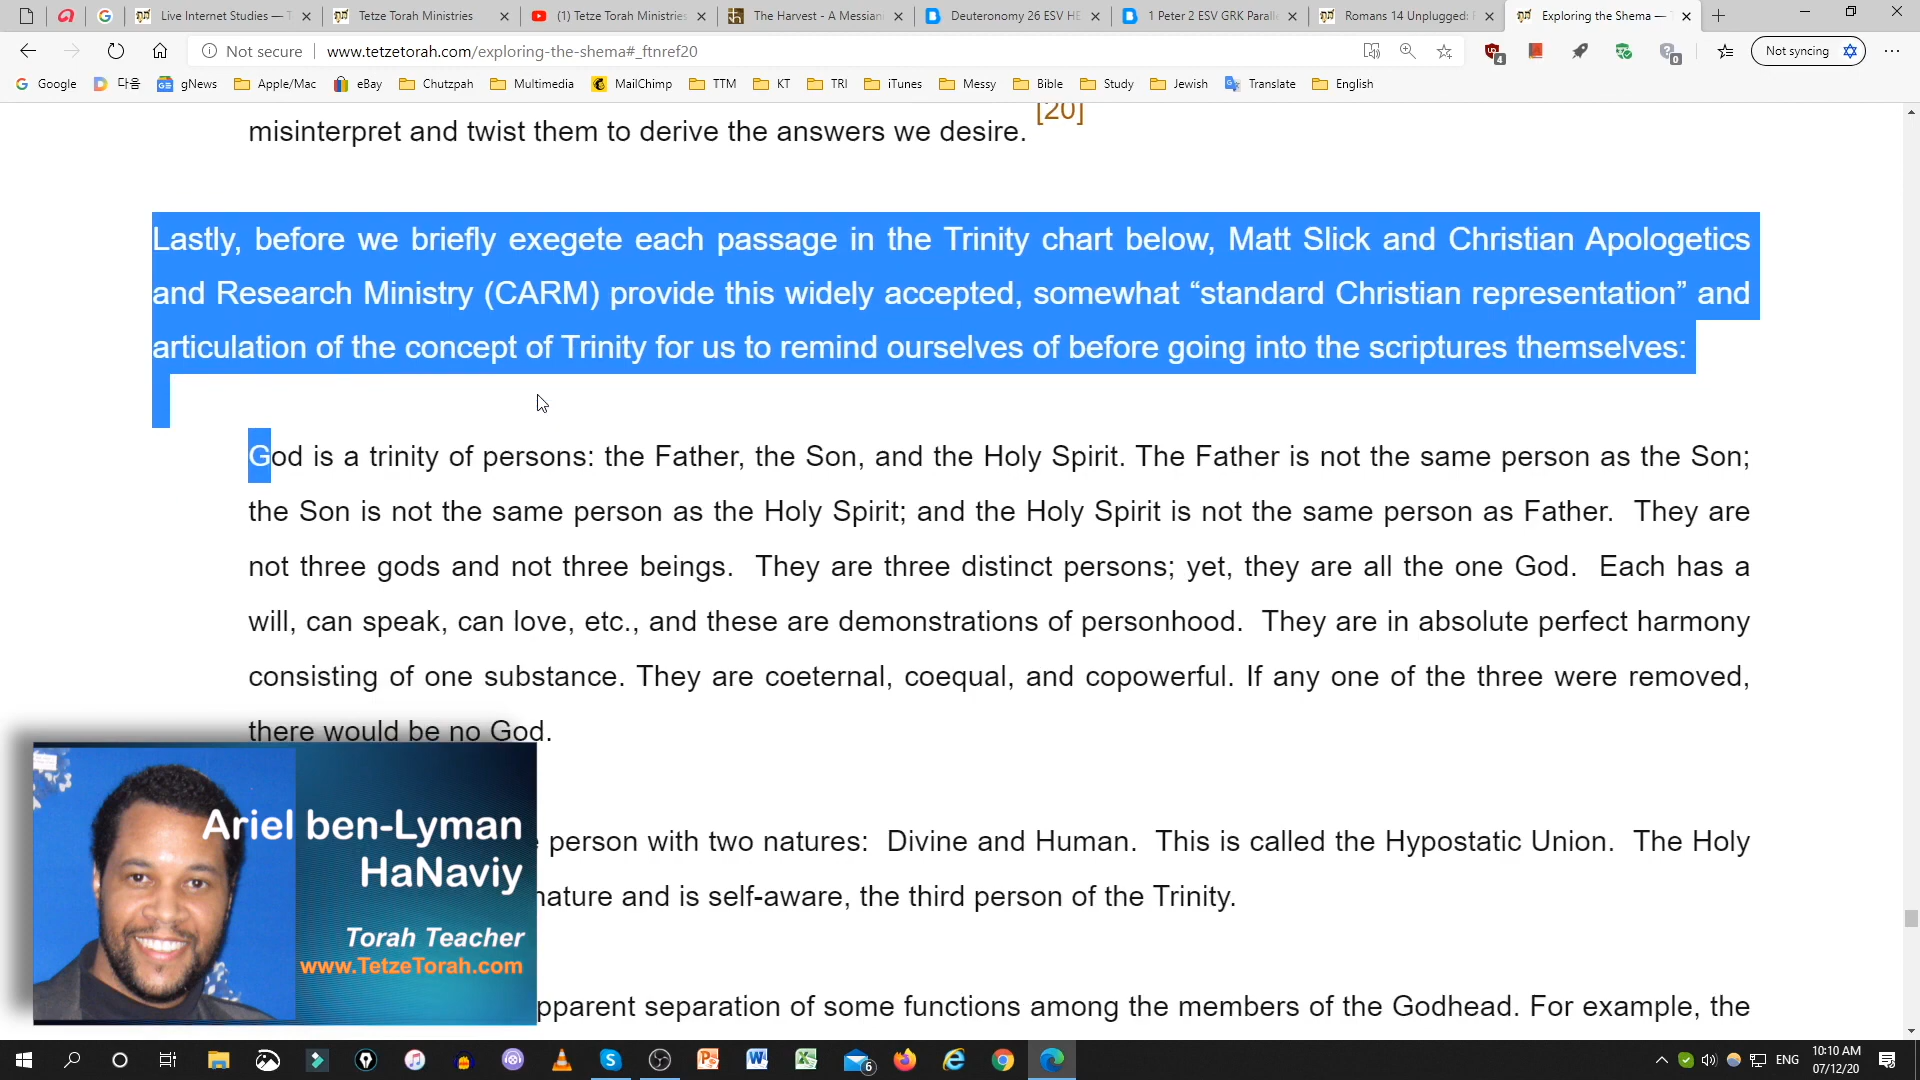 Live Internet Studies — T
Tetze Torah Ministries
(1) Tetze Torah Ministries
The Harvest - A Messian
Deuteronomy 26 ESV HE
1 Peter 2 ESV GRK Parall
Romans 14 Unplugged: F
Exploring the Shema — T
Not secure
www.tetzetorah.com/exploring-the-shema#_ftnref20
4
0
Not syncing
Google
다음
gNews
Apple/Mac
eBay
Chutzpah
Multimedia
MailChimp
TTM
KT
TRI
iTunes
Messy
Bible
Study
Jewish
Translate
English
misinterpret and twist them to derive the answers we desire. [20]
Lastly, before we briefly exegete each passage in the Trinity chart below, Matt Slick and Christian Apologetics
and Research Ministry (CARM) provide this widely accepted, somewhat “standard Christian representation” and
articulation of the concept of Trinity for us to remind ourselves of before going into the scriptures themselves:
God is a trinity of persons: the Father, the Son, and the Holy Spirit. The Father is not the same person as the Son;
the Son is not the same person as the Holy Spirit; and the Holy Spirit is not the same person as Father. They are
not three gods and not three beings. They are three distinct persons; yet, they are all the one God. Each has a
will, can speak, can love, etc., and these are demonstrations of personhood. They are in absolute perfect harmony
consisting of one substance. They are coeternal, coequal, and copowerful. If any one of the three were removed,
there would be no God.
person with two natures: Divine and Human. This is called the Hypostatic Union. The Holy
nature and is self-aware, the third person of the Trinity.
pparent separation of some functions among the members of the Godhead. For example, the
Ariel ben-Lyman
HaNaviy
Torah Teacher
www.TetzeTorah.com
6
ENG
10:10 AM
07/12/20